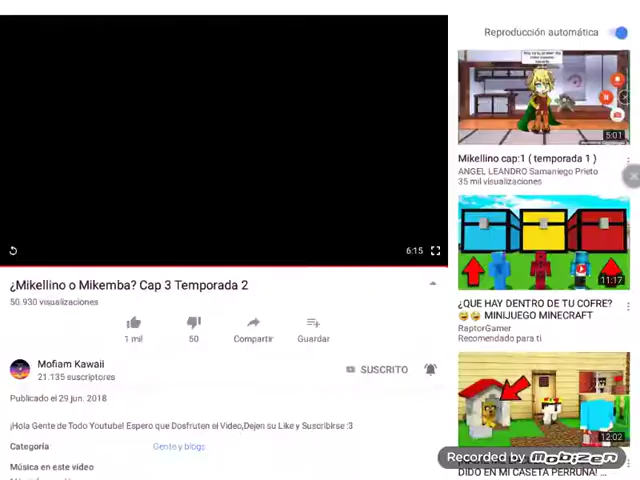 Reproducción automática
5:01
Mikellino cap:1 ( temporada 1 )
ANGEL LEANDRO Samaniego Prieto
35 mil visualizaciones
6:15
¿Mikellino o Mikemba? Cap 3 Temporada 2
50.930 visualizaciones
1 mil
50
Compartir
Guardar
11:17
¿QUE HAY DENTRO DE TU COFRE?
😂😂 MINIJUEGO MINECRAFT
RaptorGamer
Recomendado para ti
Mofiam Kawaii
21.135 suscriptores
SUSCRITO
Publicado el 29 jun. 2018
¡Hola Gente de Todo Youtube! Espero que Dosfruten el Video,Dejen su Like y Suscribirse :3
Categoría
Gente y blogs
Música en este vídeo
12:02
Recorded by Mobizen
DIDO EN MI CASETA PERRUNA! ...